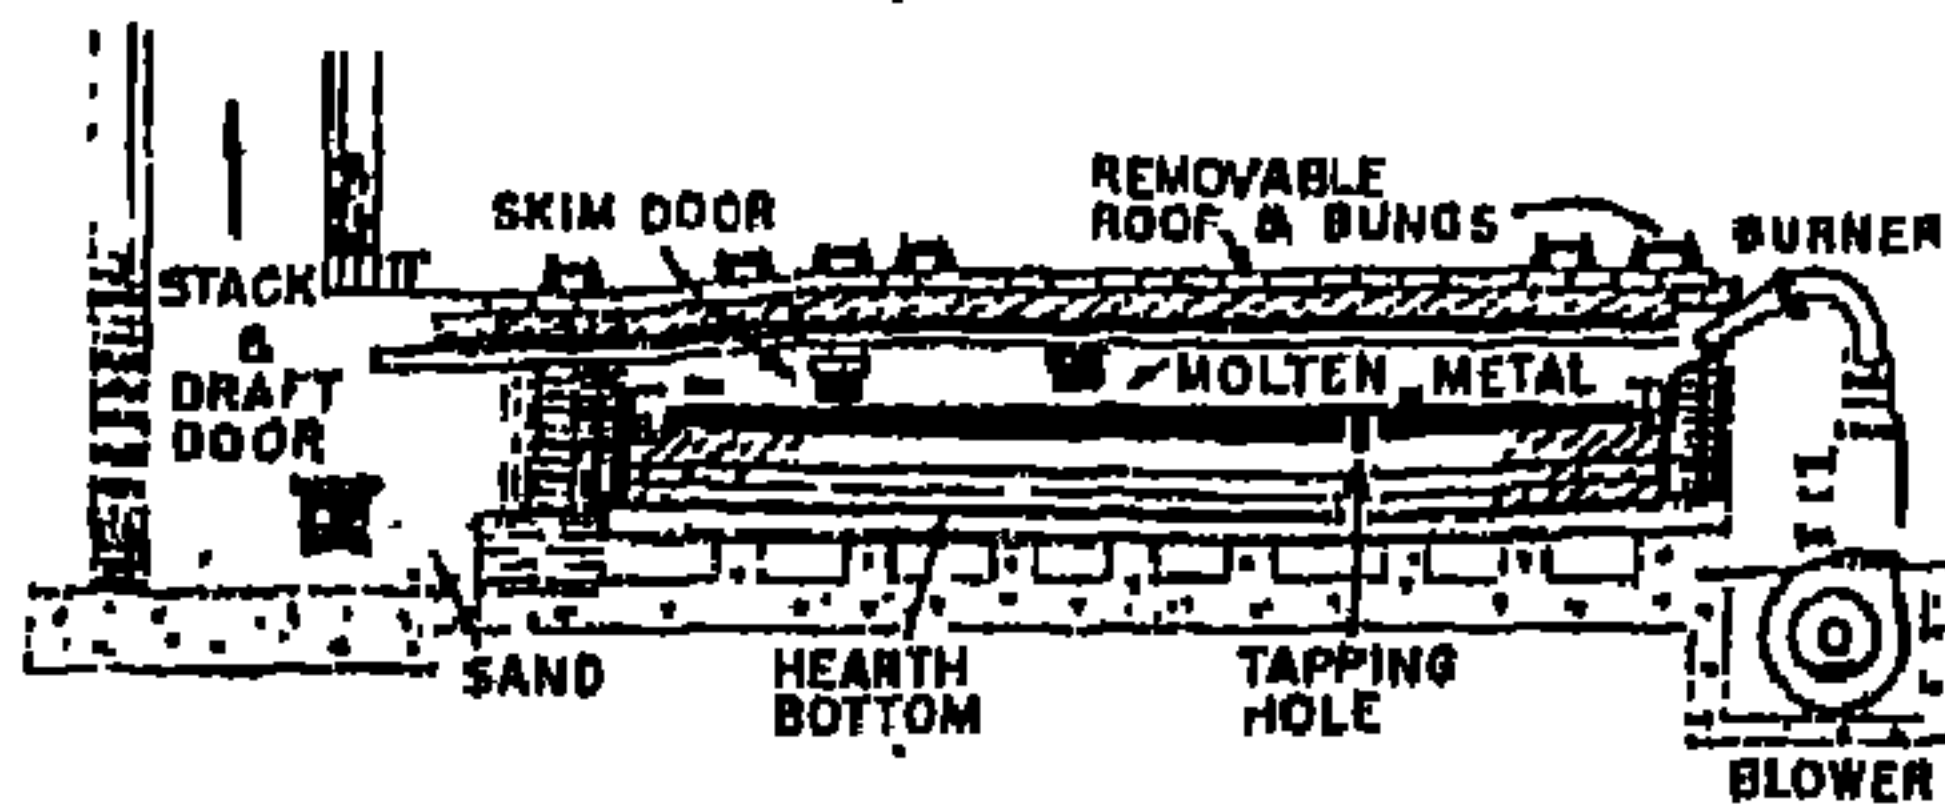 REMOVABLE
ROOF & BUNGS
SKIM DOOR
BURNER
STACK
&
DRAFT
DOOR
MOLTEN METAL
SAND
HEARTH
BOTTOM
TAPPING
HOLE
BLOWER